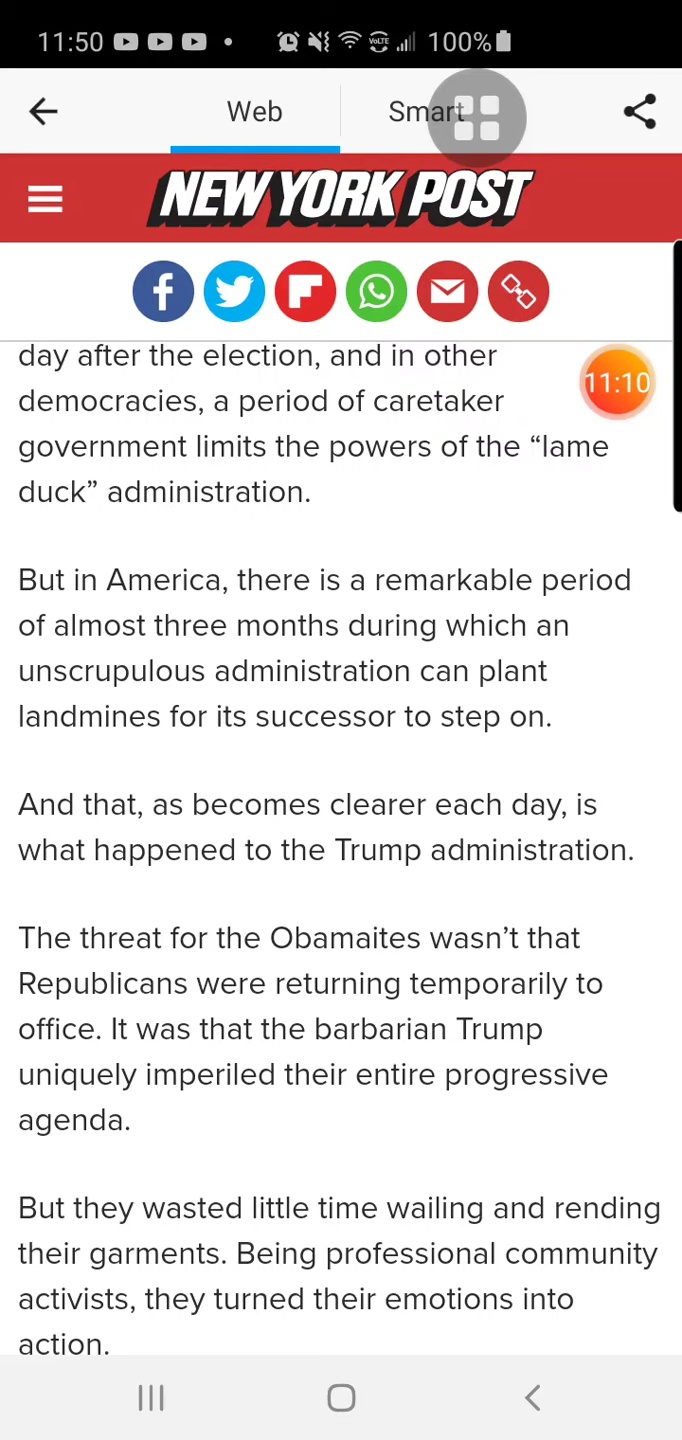 11:50
VoLTE
100%
Web
Smart
NEW YORK POST
11:10
day after the election, and in other
democracies, a period of caretaker
government limits the powers of the “lame
duck” administration.
But in America, there is a remarkable period
of almost three months during which an
unscrupulous administration can plant
landmines for its successor to step on.
And that, as becomes clearer each day, is
what happened to the Trump administration.
The threat for the Obamaites wasn’t that
Republicans were returning temporarily to
office. It was that the barbarian Trump
uniquely imperiled their entire progressive
agenda.
But they wasted little time wailing and rending
their garments. Being professional community
activists, they turned their emotions into
action.